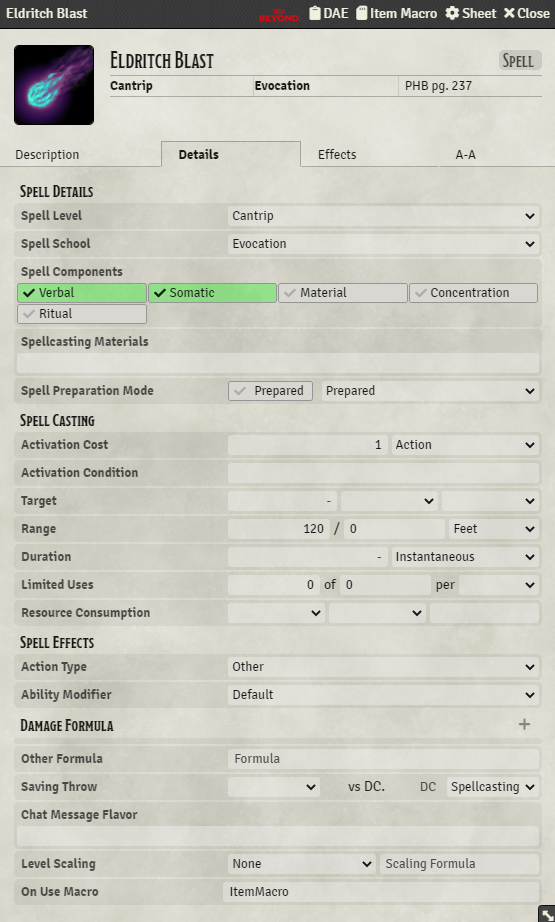 Eldritch Blast BEYOND DAE Item Macro Sheet Close
Eldritch Blast Spell
Cantrip Evocation PHB pg. 237
Description Details Effects A-A
Spell Details
Spell Level Cantrip
Spell School Evocation
Spell Components
Verbal Somatic Material Concentration
Ritual
Spellcasting Materials
Spell Preparation Mode Prepared Prepared
Spell Casting
Activation Cost 1 Action
Activation Condition
Target -
Range 120 / 0 Feet
Duration - Instantaneous
Limited Uses 0 of 0 per
Resource Consumption
Spell Effects
Action Type Other
Ability Modifier Default
Damage Formula +
Other Formula Formula
Saving Throw vs DC. DC Spellcasting
Chat Message Flavor
Level Scaling None Scaling Formula
On Use Macro ItemMacro